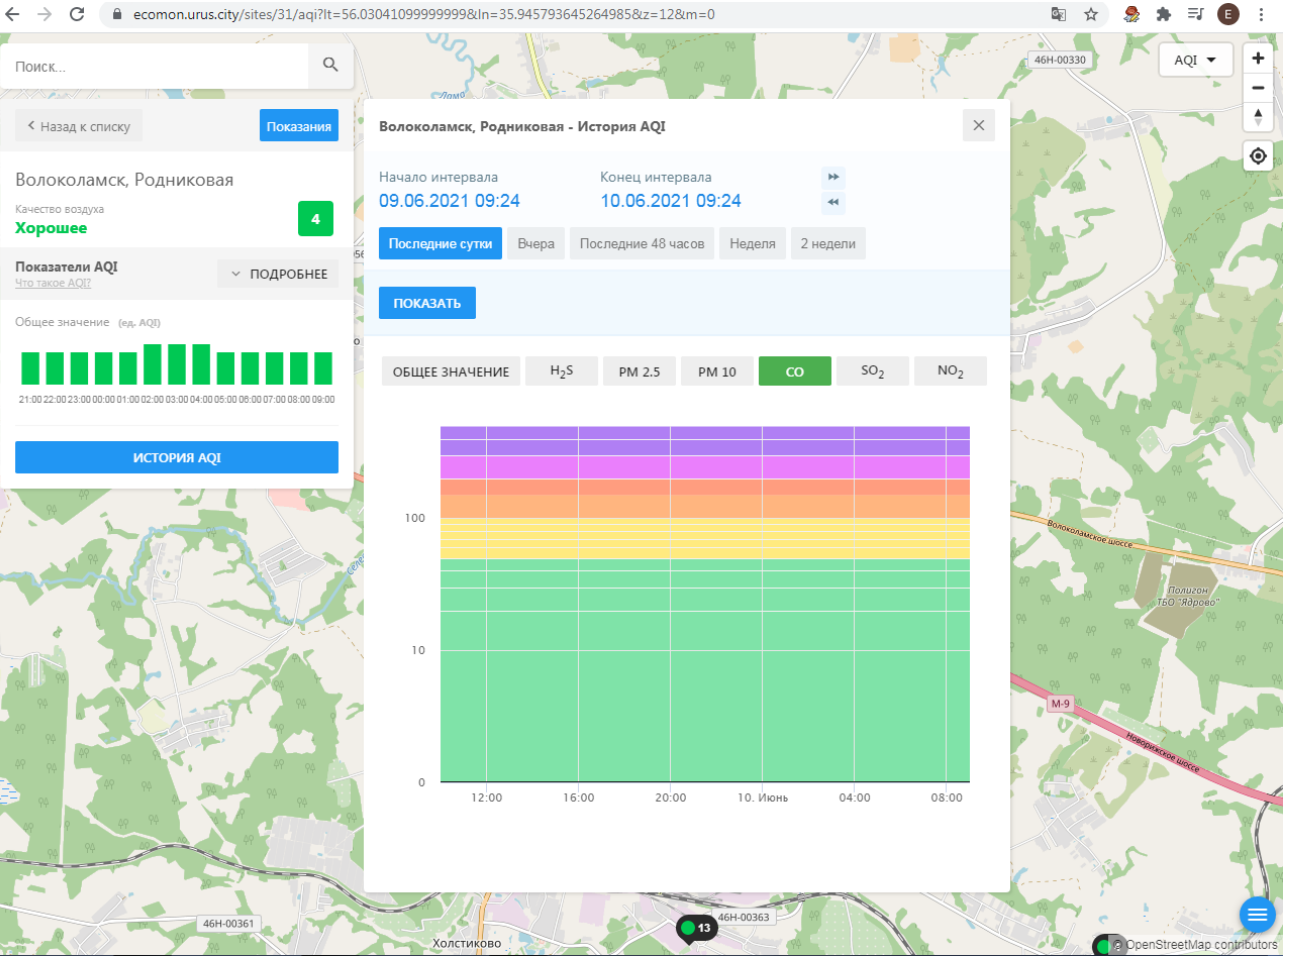 ecomon.urus.city/sites/31/aqi?lt=56.03041099999999&ln=35.945793645264985&z=12&m=0
E
Поиск...
46Н-00330
AQI
Назад к списку
Показания
Волоколамск, Родниковая
Качество воздуха
Хорошее
4
Показатели AQI
Что такое AQI?
ПОДРОБНЕЕ
Общее значение (ед. AQI)
21:00 22:00 23:00 00:00 01:00 02:00 03:00 04:00 05:00 06:00 07:00 08:00 09:00
ИСТОРИЯ AQI
Волоколамск, Родниковая - История AQI
Начало интервала
Конец интервала
09.06.2021 09:24
10.06.2021 09:24
Последние сутки
Вчера
Последние 48 часов
Неделя
2 недели
ПОКАЗАТЬ
ОБЩЕЕ ЗНАЧЕНИЕ
H2S
PM 2.5
PM 10
CO
SO2
NO2
100
10
0
12:00
16:00
20:00
10. Июнь
04:00
08:00
Лама
Волоколамское шоссе
Полигон
ТБО "Ядрово"
М-9
Новорижское шоссе
46Н-00361
Холстиково
13
46Н-00363
© OpenStreetMap contributors